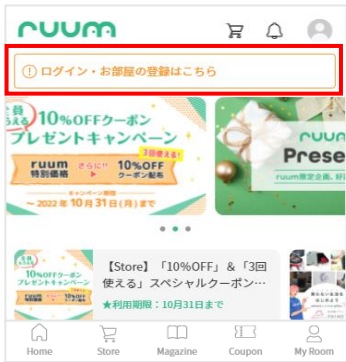 ruum
ログイン・お部屋の登録はこちら
10%OFFクーポン
プレゼントキャンペーン
3回使える!
ruum
特別価格
さらに!!
10%OFF
クーポン配布
キャンペーン期間
~2022年10月31日(月)まで
ruum
Prese
ruum限定企画。
10%OFFクーポン
プレゼントキャンペーン
【Store】「10%OFF」&「3回
使える」スペシャルクーポン…
★利用期限:10月31日まで
Home
Store
Magazine
Coupon
My Room